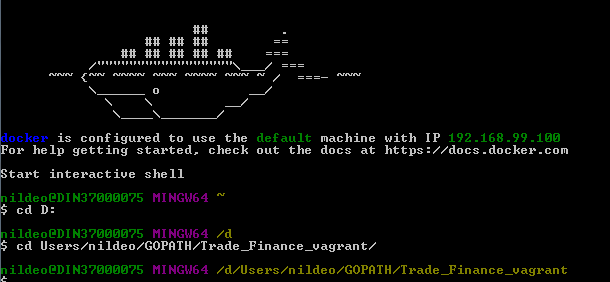 ##         .
                  ## ## ##        ==
               ## ## ## ## ##    ===
           /"""""""""""""""""\___/ ===
      ~~~ {~~ ~~~~ ~~~ ~~~~ ~~~ ~ /  ===- ~~~
           \______ o           __/
             \    \         __/
              \____\_______/
docker is configured to use the default machine with IP 192.168.99.100
For help getting started, check out the docs at https://docs.docker.com
Start interactive shell
nildeo@DIN37000075 MINGW64 ~
$ cd D:
nildeo@DIN37000075 MINGW64 /d
$ cd Users/nildeo/GOPATH/Trade_Finance_vagrant/
nildeo@DIN37000075 MINGW64 /d/Users/nildeo/GOPATH/Trade_Finance_vagrant
$